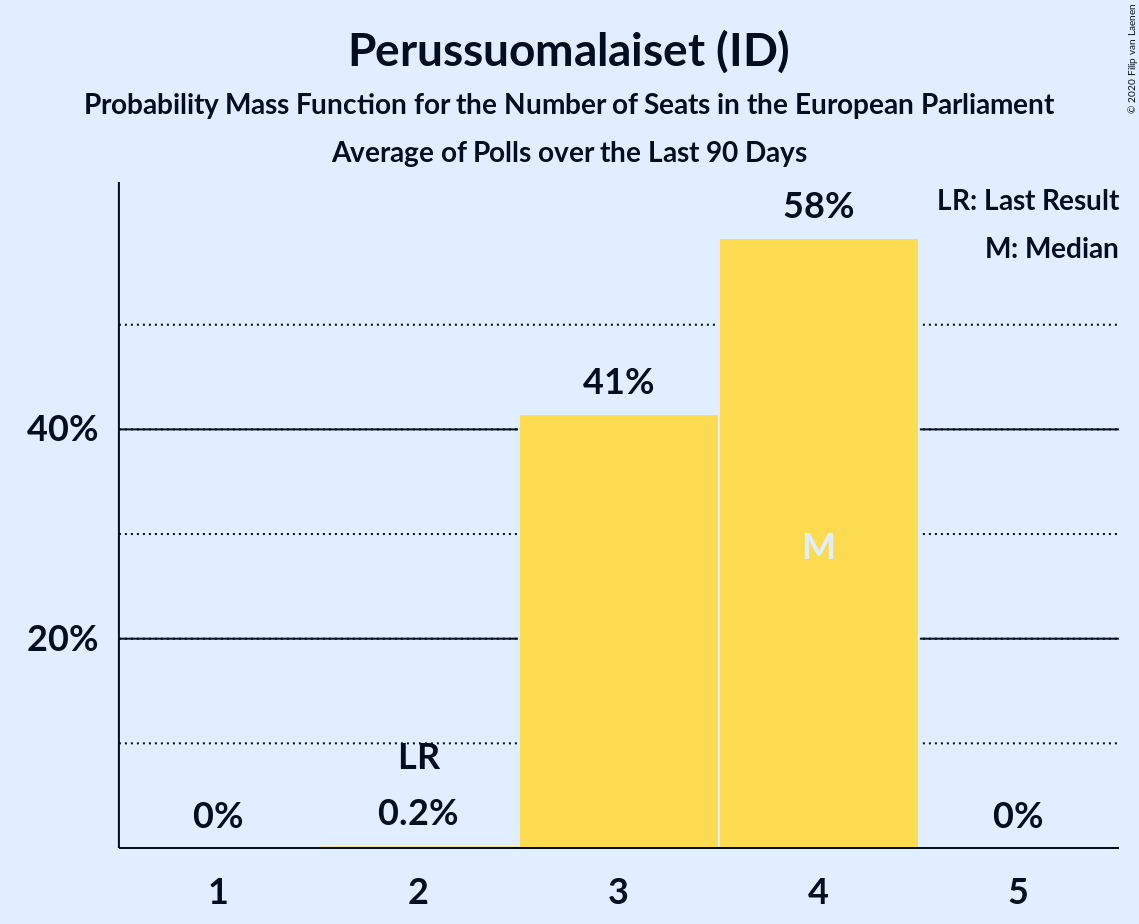 Perussuomalaiset (ID)
Probability Mass Function for the Number of Seats in the European Parliament
Average of Polls over the Last 90 Days
© 2020 Filip van Laenen
LR: Last Result
M: Median
58%
41%
40%
M
20%
LR
0% 0.2% 0%
1 2 3 4 5